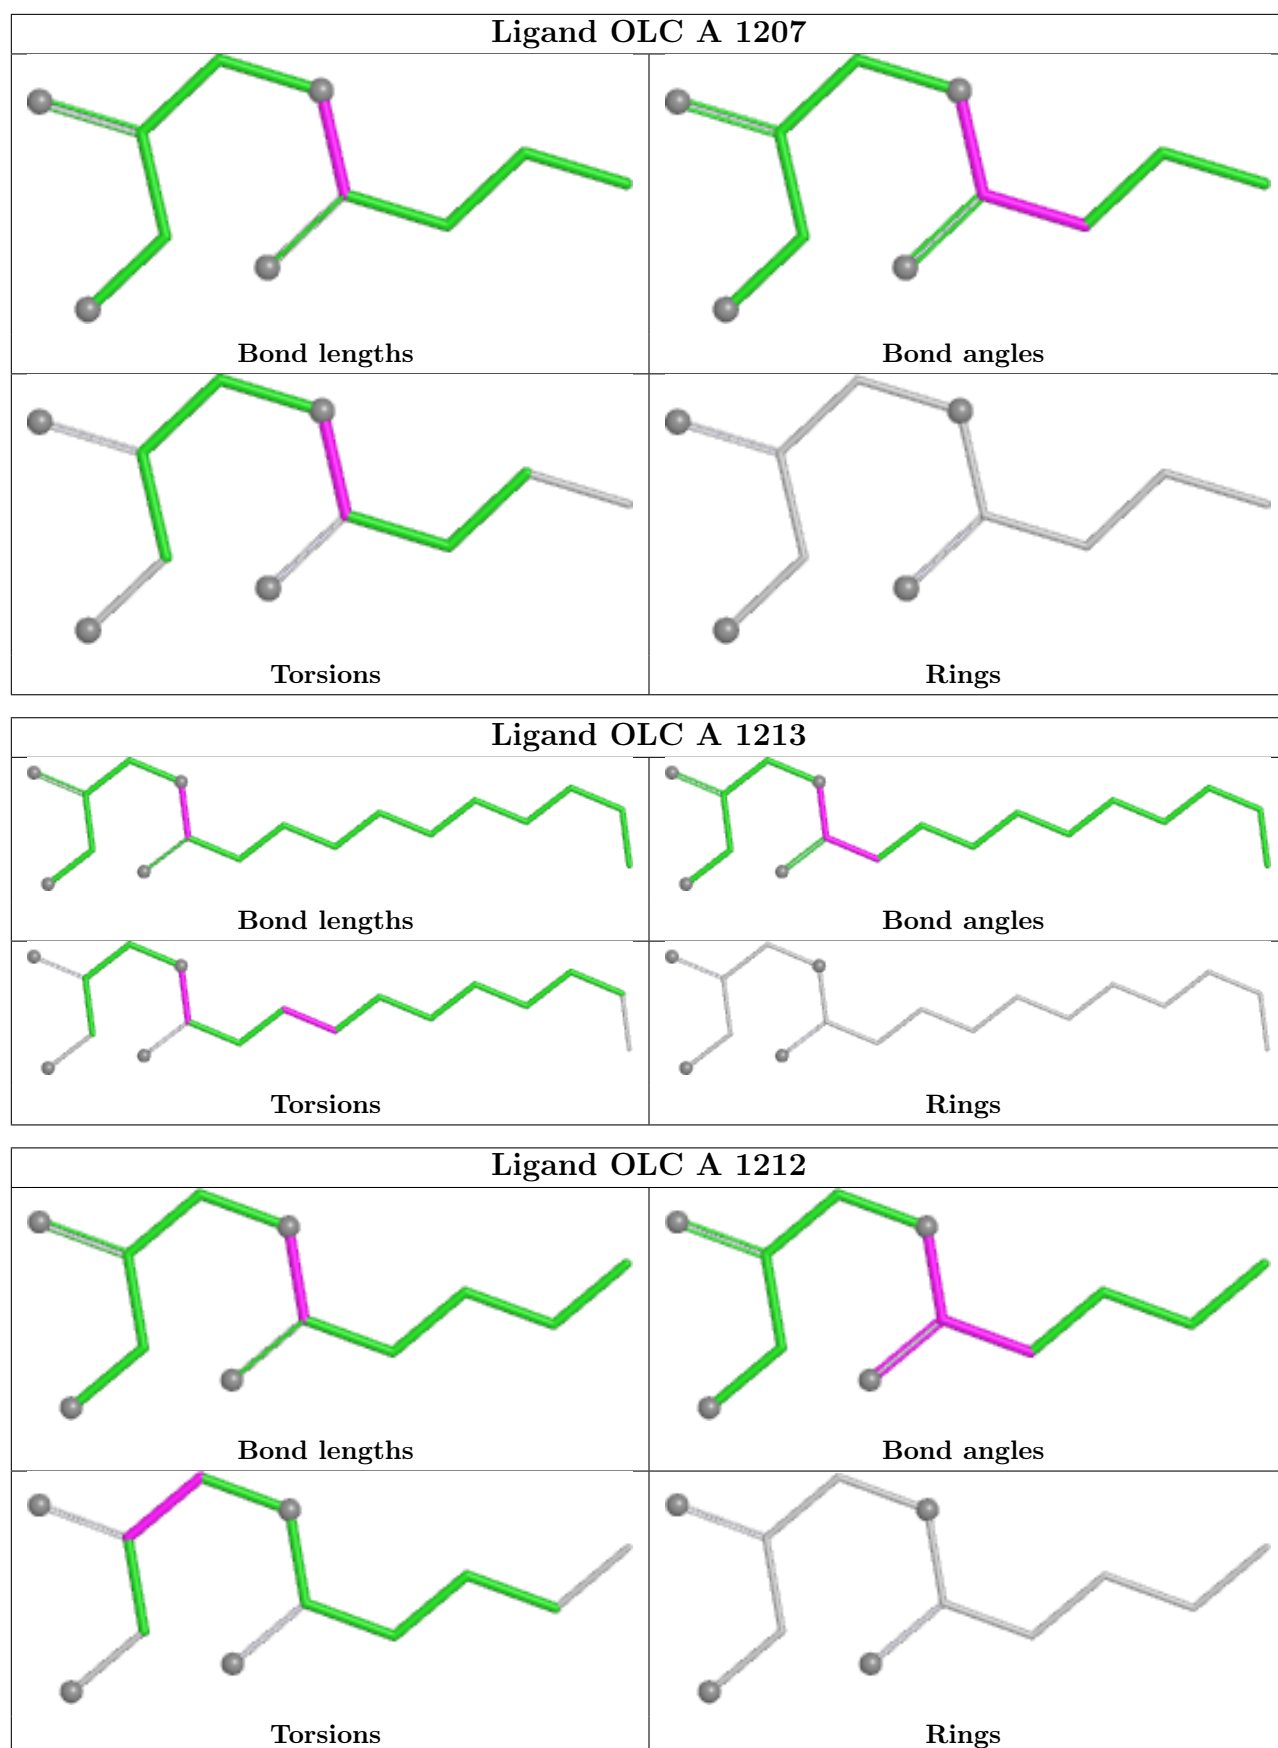 Ligand OLC A 1207
Bond lengths
Bond angles
Torsions
Rings
Ligand OLC A 1213
Bond lengths
Bond angles
Torsions
Rings
Ligand OLC A 1212
Bond lengths
Bond angles
Torsions
Rings